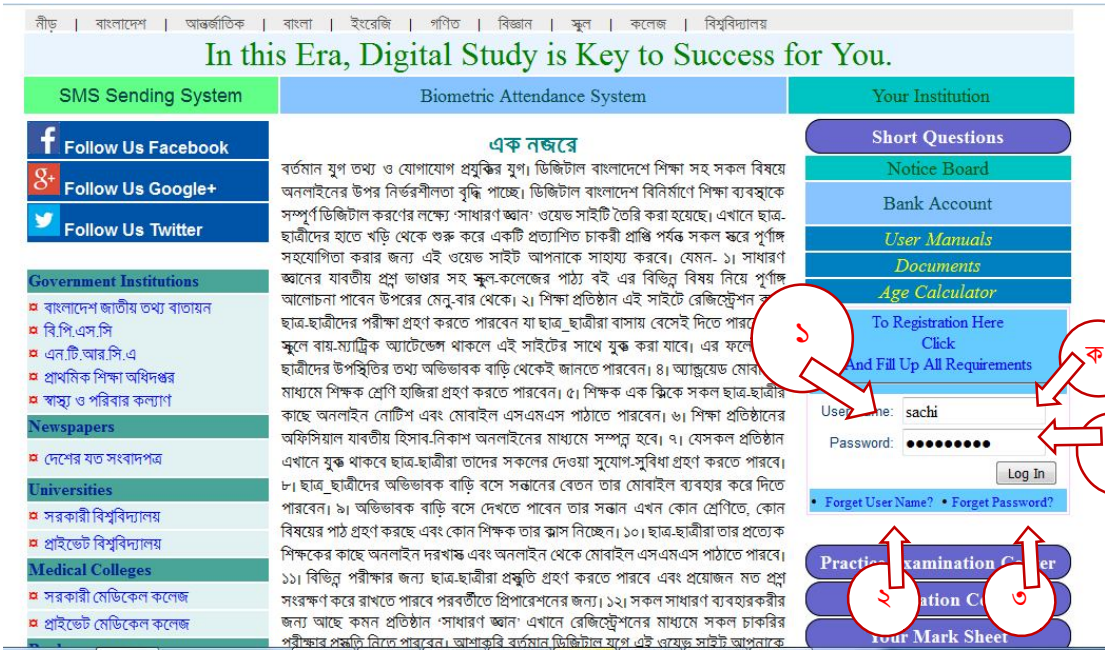 নীড় | বাংলাদেশ | আন্তর্জাতিক | বাংলা | ইংরেজি | গণিত | বিজ্ঞান | স্কুল | কলেজ | বিশ্ববিদ্যালয়
In this Era, Digital Study is Key to Success for You.
SMS Sending System
Biometric Attendance System
Your Institution
Follow Us Facebook
Follow Us Google+
Follow Us Twitter
Government Institutions
বাংলাদেশ জাতীয় তথ্য বাতায়ন
বি.পি.এস.সি
এন.টি.আর.সি.এ
প্রাথমিক শিক্ষা অধিদপ্তর
স্বাস্থ্য ও পরিবার কল্যাণ
Newspapers
দেশের যত সংবাদপত্র
Universities
সরকারী বিশ্ববিদ্যালয়
প্রাইভেট বিশ্ববিদ্যালয়
Medical Colleges
সরকারী মেডিকেল কলেজ
প্রাইভেট মেডিকেল কলেজ
এক নজরে
বর্তমান যুগ তথ্য ও যোগাযোগ প্রযুক্তির যুগ। ডিজিটাল বাংলাদেশে শিক্ষা সহ সকল বিষয়ে
অনলাইনের উপর নির্ভরশীলতা বৃদ্ধি পাচ্ছে। ডিজিটাল বাংলাদেশ বিনির্মাণে শিক্ষা ব্যবস্থাকে
সম্পূর্ণ ডিজিটাল করণের লক্ষ্যে 'সাধারণ জ্ঞান' ওয়েভ সাইটি তৈরি করা হয়েছে। এখানে ছাত্র-
ছাত্রীদের হাতে খড়ি থেকে শুরু করে একটি প্রত্যাশিত চাকরী প্রাপ্তি পর্যন্ত সকল স্তরে পূর্ণাঙ্গ
সহযোগিতা করার জন্য এই ওয়েভ সাইট আপনাকে সাহায্য করবে। যেমন- ১। সাধারণ
জ্ঞানের যাবতীয় প্রশ্ন ভাণ্ডার সহ স্কুল-কলেজের পাঠ্য বই এর বিভিন্ন বিষয় নিয়ে পূর্ণাঙ্গ
আলোচনা পাবেন উপরের মেনু-বার থেকে। ২। শিক্ষা প্রতিষ্ঠান এই সাইটে রেজিস্ট্রেশন
ছাত্র-ছাত্রীদের পরীক্ষা গ্রহণ করতে পারবেন যা ছাত্র_ছাত্রীরা বাসায় বেসেই দিতে
স্কুলে বায়-ম্যাট্রিক অ্যাটেন্ডেন্স থাকলে এই সাইটের সাথে যুক্ত করা যাবে। এর
ছাত্রীদের উপস্থিতির তথ্য অভিভাবক বাড়ি থেকেই জানতে পারবেন। ৪। অ্যান্ড্রয়েড
মাধ্যমে শিক্ষক শ্রেণি হাজিরা গ্রহণ করতে পারবেন। ৫। শিক্ষক এক ক্লিকে সকল ছাত্র-ছাত্রীর
কাছে অনলাইন নোটিশ এবং মোবাইল এসএমএস পাঠাতে পারবেন। ৬। শিক্ষা প্রতিষ্ঠানের
অফিসিয়াল যাবতীয় হিসাব-নিকাশ অনলাইনের মাধ্যমে সম্পন্ন হবে। ৭। যেসকল প্রতিষ্ঠান
এখানে যুক্ত থাকবে ছাত্র-ছাত্রীরা তাদের সকলের দেওয়া সুযোগ-সুবিধা গ্রহণ করতে পারবে।
৮। ছাত্র_ছাত্রীদের অভিভাবক বাড়ি বসে সন্তানের বেতন তার মোবাইল ব্যবহার করে দিতে
পারবেন। ৯। অভিভাবক বাড়ি বসে দেখতে পাবেন তার সন্তান এখন কোন শ্রেণিতে, কোন
বিষয়ের পাঠ গ্রহণ করছে এবং কোন শিক্ষক তার ক্লাস নিচ্ছেন। ১০। ছাত্র-ছাত্রীরা তার প্রত্যেক
শিক্ষকের কাছে অনলাইন দরখাস্ত এবং অনলাইন থেকে মোবাইল এসএমএস পাঠাতে পারবে।
১১। বিভিন্ন পরীক্ষার জন্য ছাত্র-ছাত্রীরা প্রস্তুতি গ্রহণ করতে পারবে এবং প্রয়োজন মত প্রশ্ন
সংরক্ষণ করে রাখতে পারবে পরবর্তীতে প্রিপারেশনের জন্য। ১২। সকল সাধারণ ব্যবহারকরীর
জন্য আছে কমন প্রতিষ্ঠান 'সাধারণ জ্ঞান' এখানে রেজিস্ট্রেশনের মাধ্যমে সকল চাকরির
পরীক্ষার প্রস্তুতি নিতে পারবেন। আশাকরি বর্তমান ডিজিটাল যুগে এই ওয়েভ সাইট আপনাকে
Short Questions
Notice Board
Bank Account
User Manuals
Documents
Age Calculator
To Registration Here
Click
And Fill Up All Requirements
১
ক
sachi
Password:
Log In
Forget User Name? • Forget Password?
২
৩
Your Mark Sheet